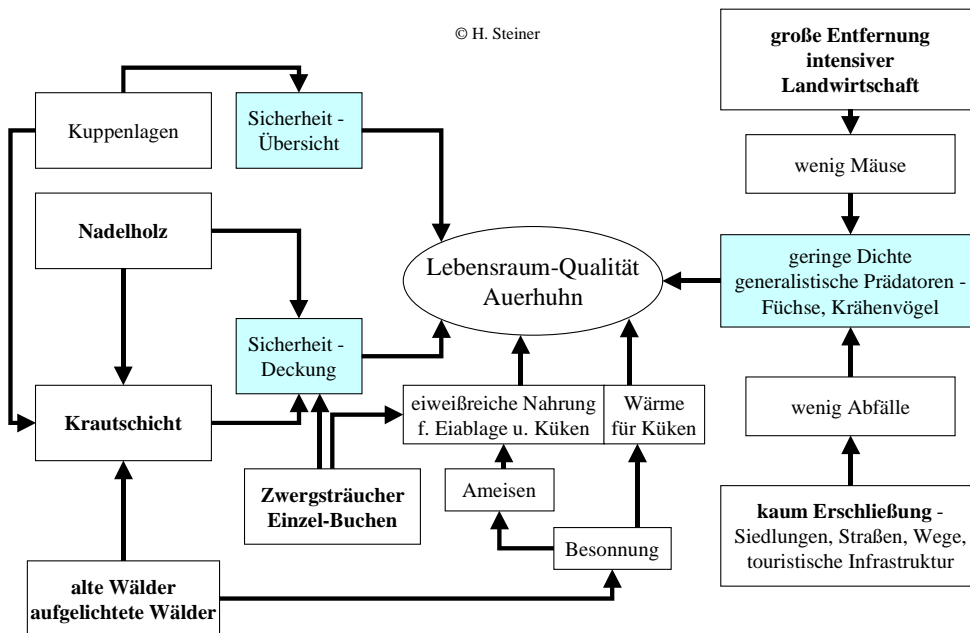 © H. Steiner
große Entfernung
intensiver
Landwirtschaft
Kuppenlagen
Sicherheit -
Übersicht
wenig Mäuse
Nadelholz
Lebensraum-Qualität
Auerhuhn
geringe Dichte
generalistische Prädatoren -
Füchse, Krähenvögel
Sicherheit -
Deckung
Krautschicht
eiweißreiche Nahrung
f. Eiablage u. Küken
Wärme
für Küken
wenig Abfälle
Zwergsträucher
Einzel-Buchen
Ameisen
Besonnung
kaum Erschließung -
Siedlungen, Straßen, Wege,
touristische Infrastruktur
alte Wälder
aufgelichtete Wälder